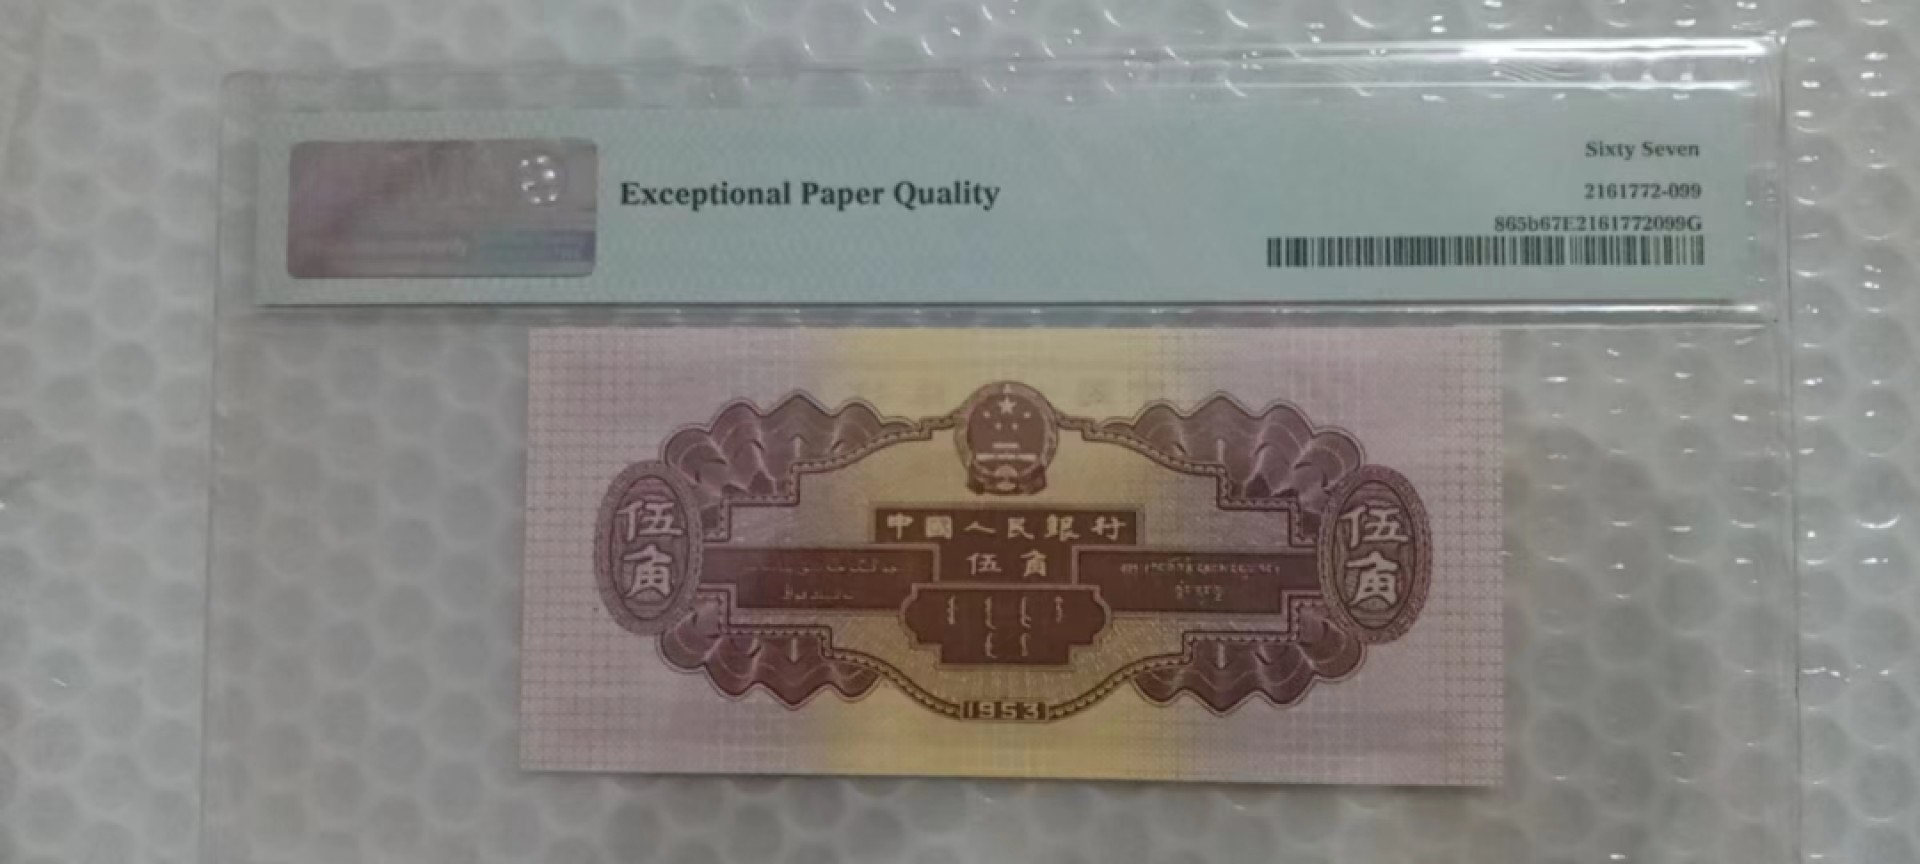 Exceptional Paper Quality
Sixty Seven
2161772-099
865b67E2161772099G
中國人民銀行
伍角
伍角
伍角
1953